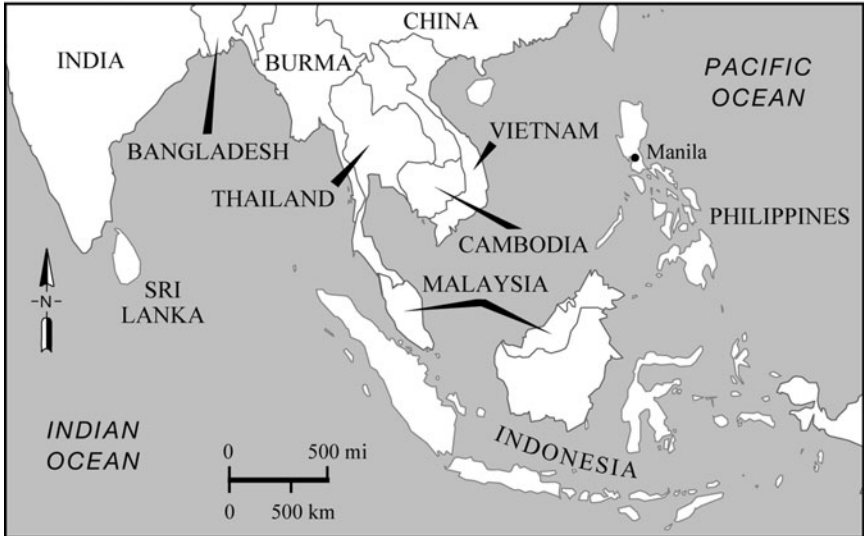 CHINA
INDIA
BURMA
PACIFIC
OCEAN
VIETNAM
BANGLADESH
Manila
THAILAND
PHILIPPINES
CAMBODIA
MALAYSIA
-N-
SRI
LANKA
INDIAN
OCEAN
INDONESIA
0 500 mi
0 500 km